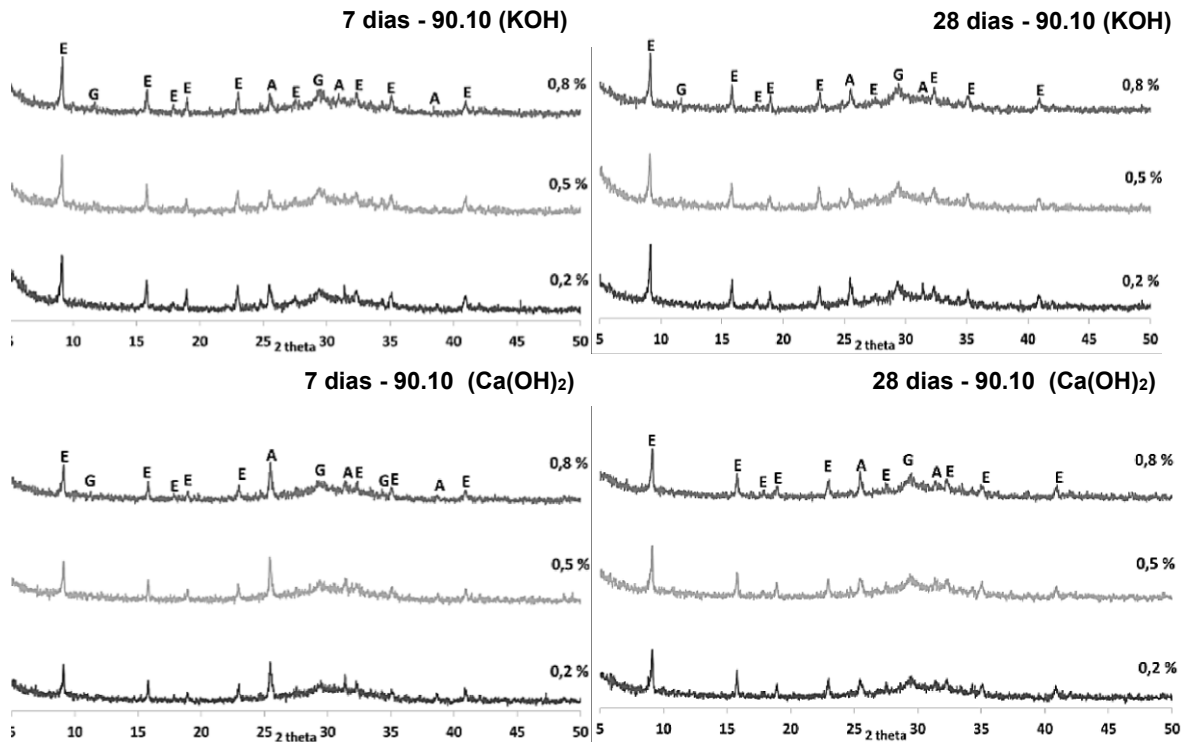 7 dias - 90.10 (KOH)
E G E E E E A E G A E E A E
0,8 %
0,5 %
0,2 %
5 10 15 20 25 30 35 40 45 50
2 theta
28 dias - 90.10 (KOH)
E G E E E E A E G A E E E
0,8 %
0,5 %
0,2 %
5 10 15 20 25 30 35 40 45 50
2 theta
7 dias - 90.10 (Ca(OH)₂)
E G E E E E A G A E G E A E
0,8 %
0,5 %
0,2 %
5 10 15 20 25 30 35 40 45 50
2 theta
28 dias - 90.10 (Ca(OH)₂)
E E E E E A E G A E E E
0,8 %
0,5 %
0,2 %
5 10 15 20 25 30 35 40 45 50
2 theta